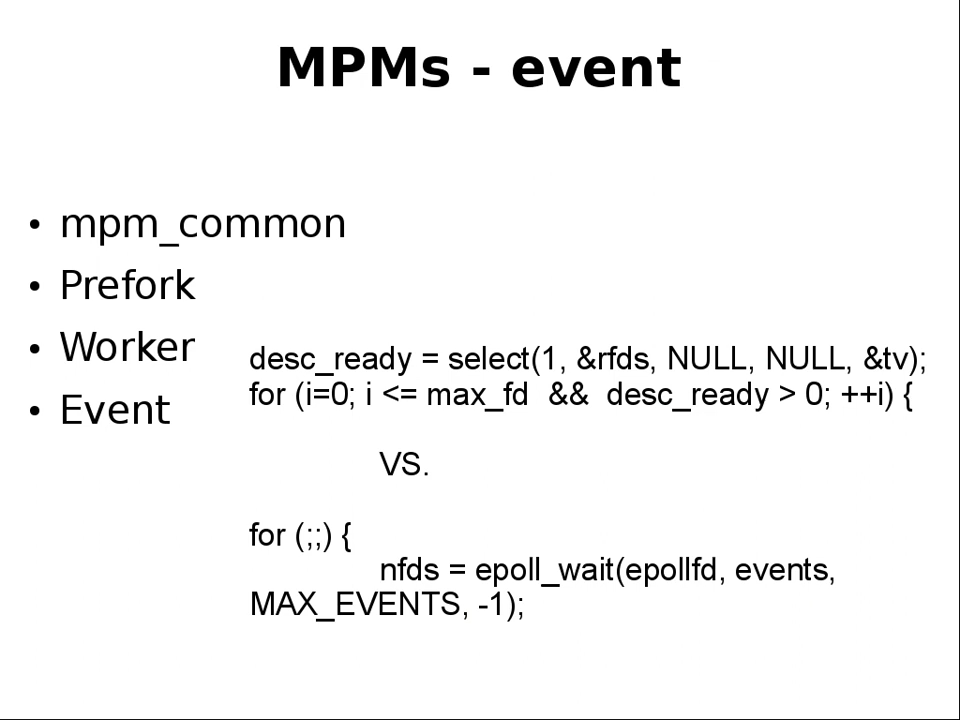 MPMs - event
• mpm_common
• Prefork
• Worker
• Event
desc_ready = select(1, &rfds, NULL, NULL, &tv);
for (i=0; i <= max_fd  &&  desc_ready > 0; ++i) {
VS.
for (;;) {
nfds = epoll_wait(epollfd, events,
MAX_EVENTS, -1);